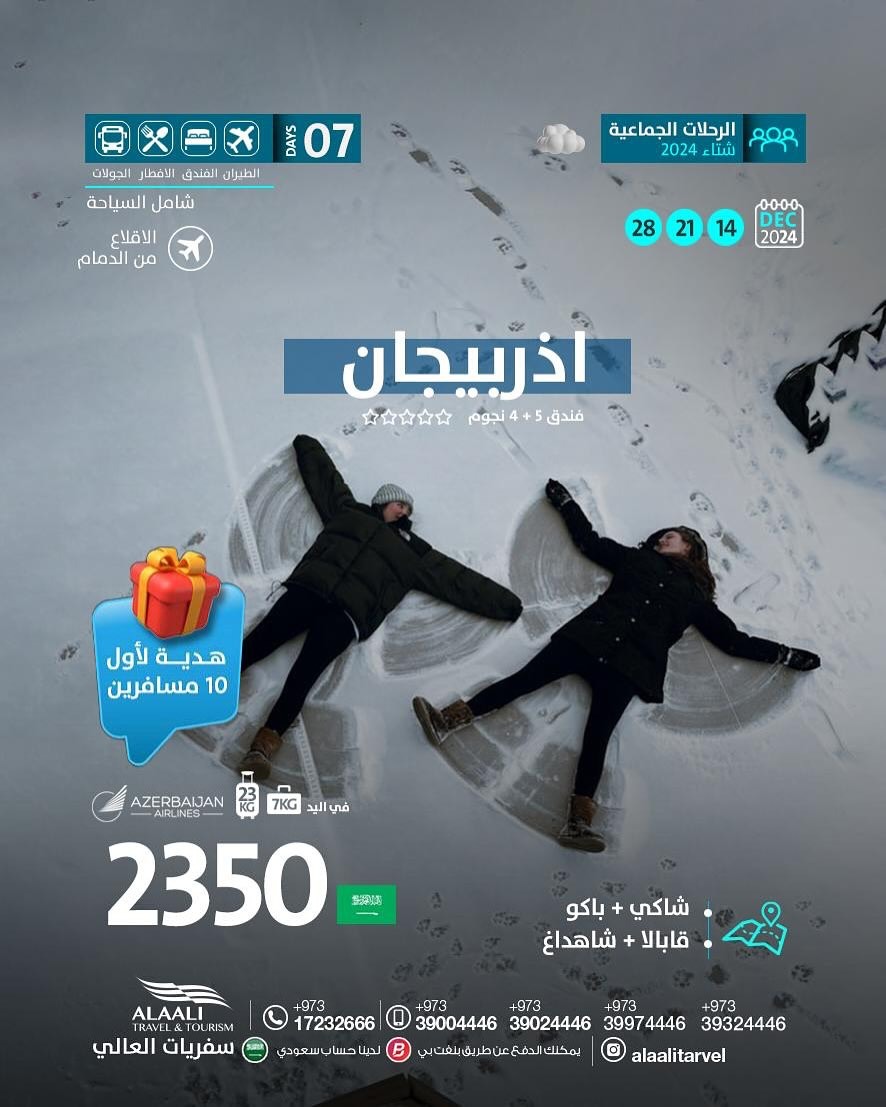 الرحلات الجماعية
شتاء 2024
DEC
2024
14 21 28
07 DAYS
الطيران الفندق الافطار الجولات
شامل السياحة
الاقلاع
من الدمام
اذربيجان
فندق 5 + 4 نجوم
هديـــة لأول
10 مسافرين
AZERBAIJAN
AIRLINES
23
KG
7KG
في اليد
2350
شاكي + باكو
قابالا + شاهداغ
ALAALI
TRAVEL & TOURISM
سفريات العالي
+973
17232666
+973
39004446
+973
39024446
+973
39974446
+973
39324446
لدينا حساب سعودي
B
يمكنك الدفع عن طريق بنفت بي
alaalitarvel